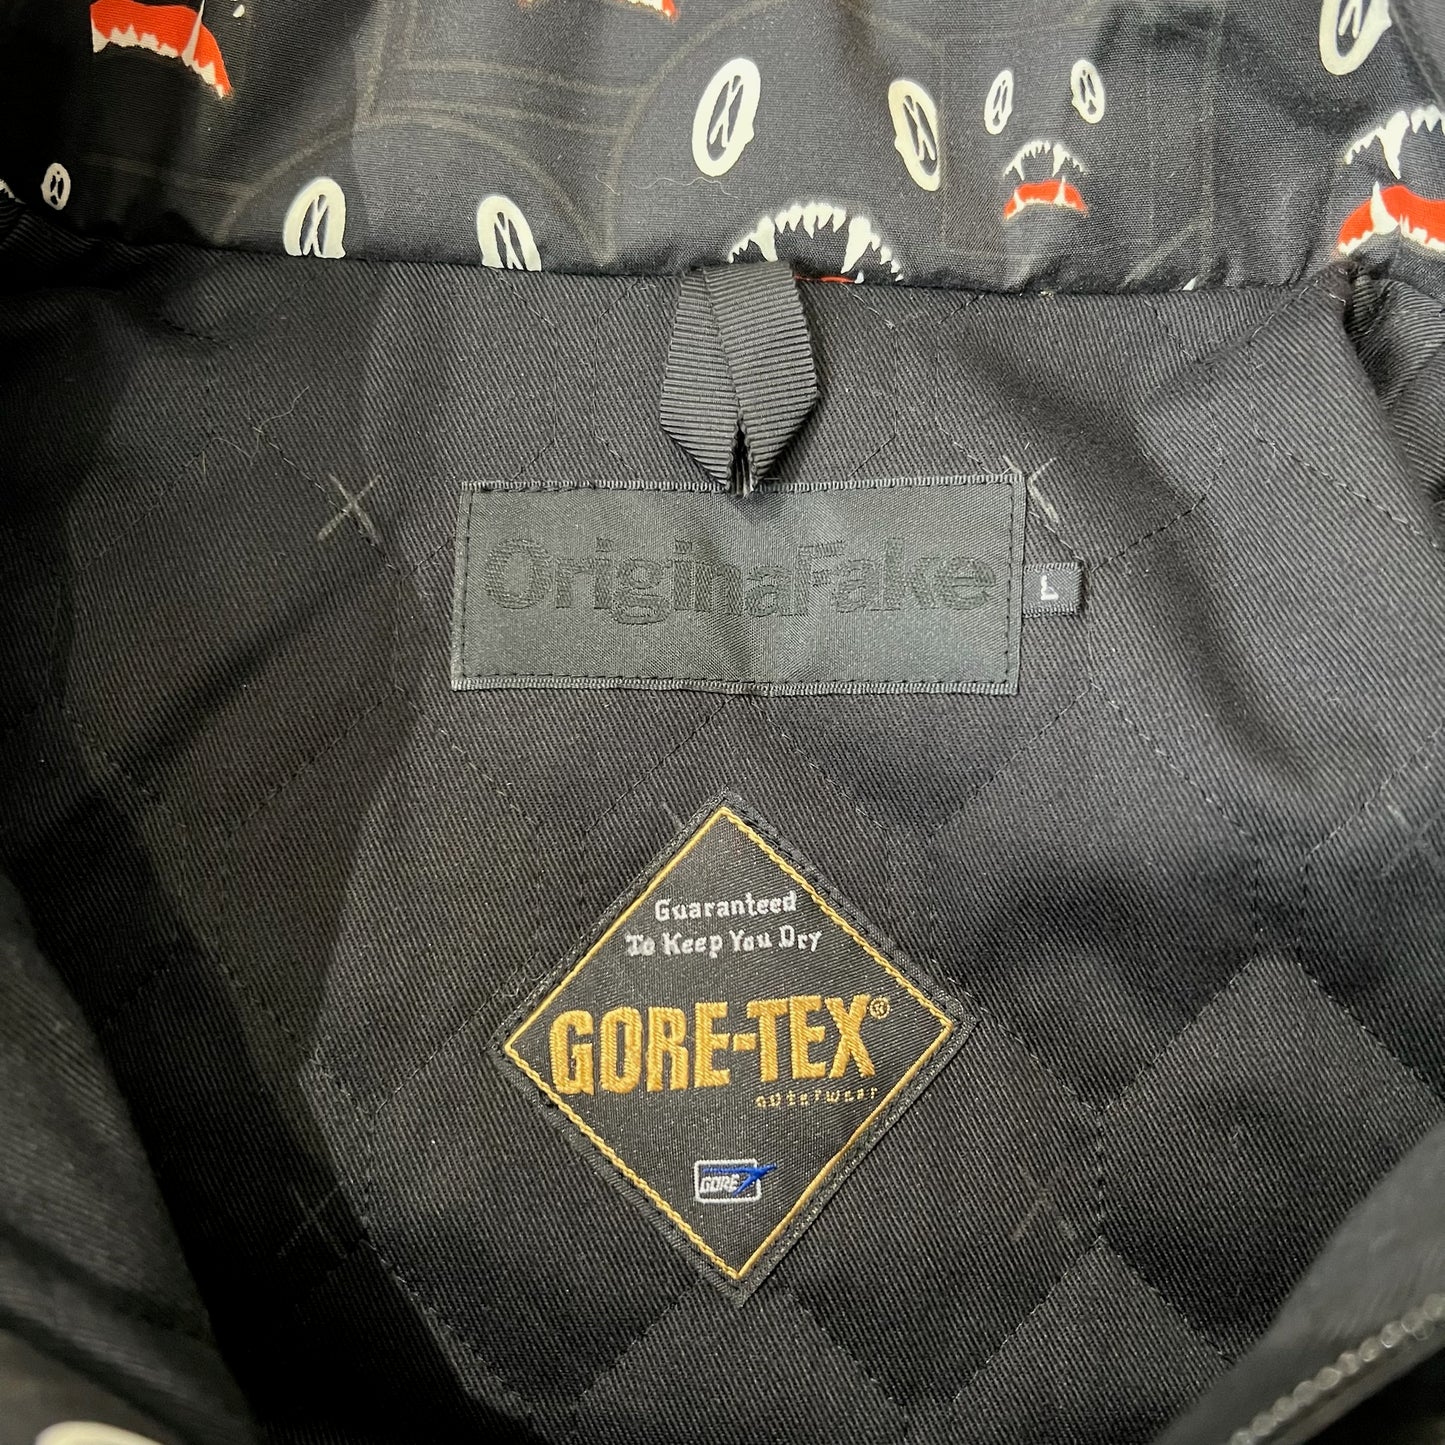 OriginalFake
L
Guaranteed
To Keep You Dry
GORE-TEX®
outerwear
GORE